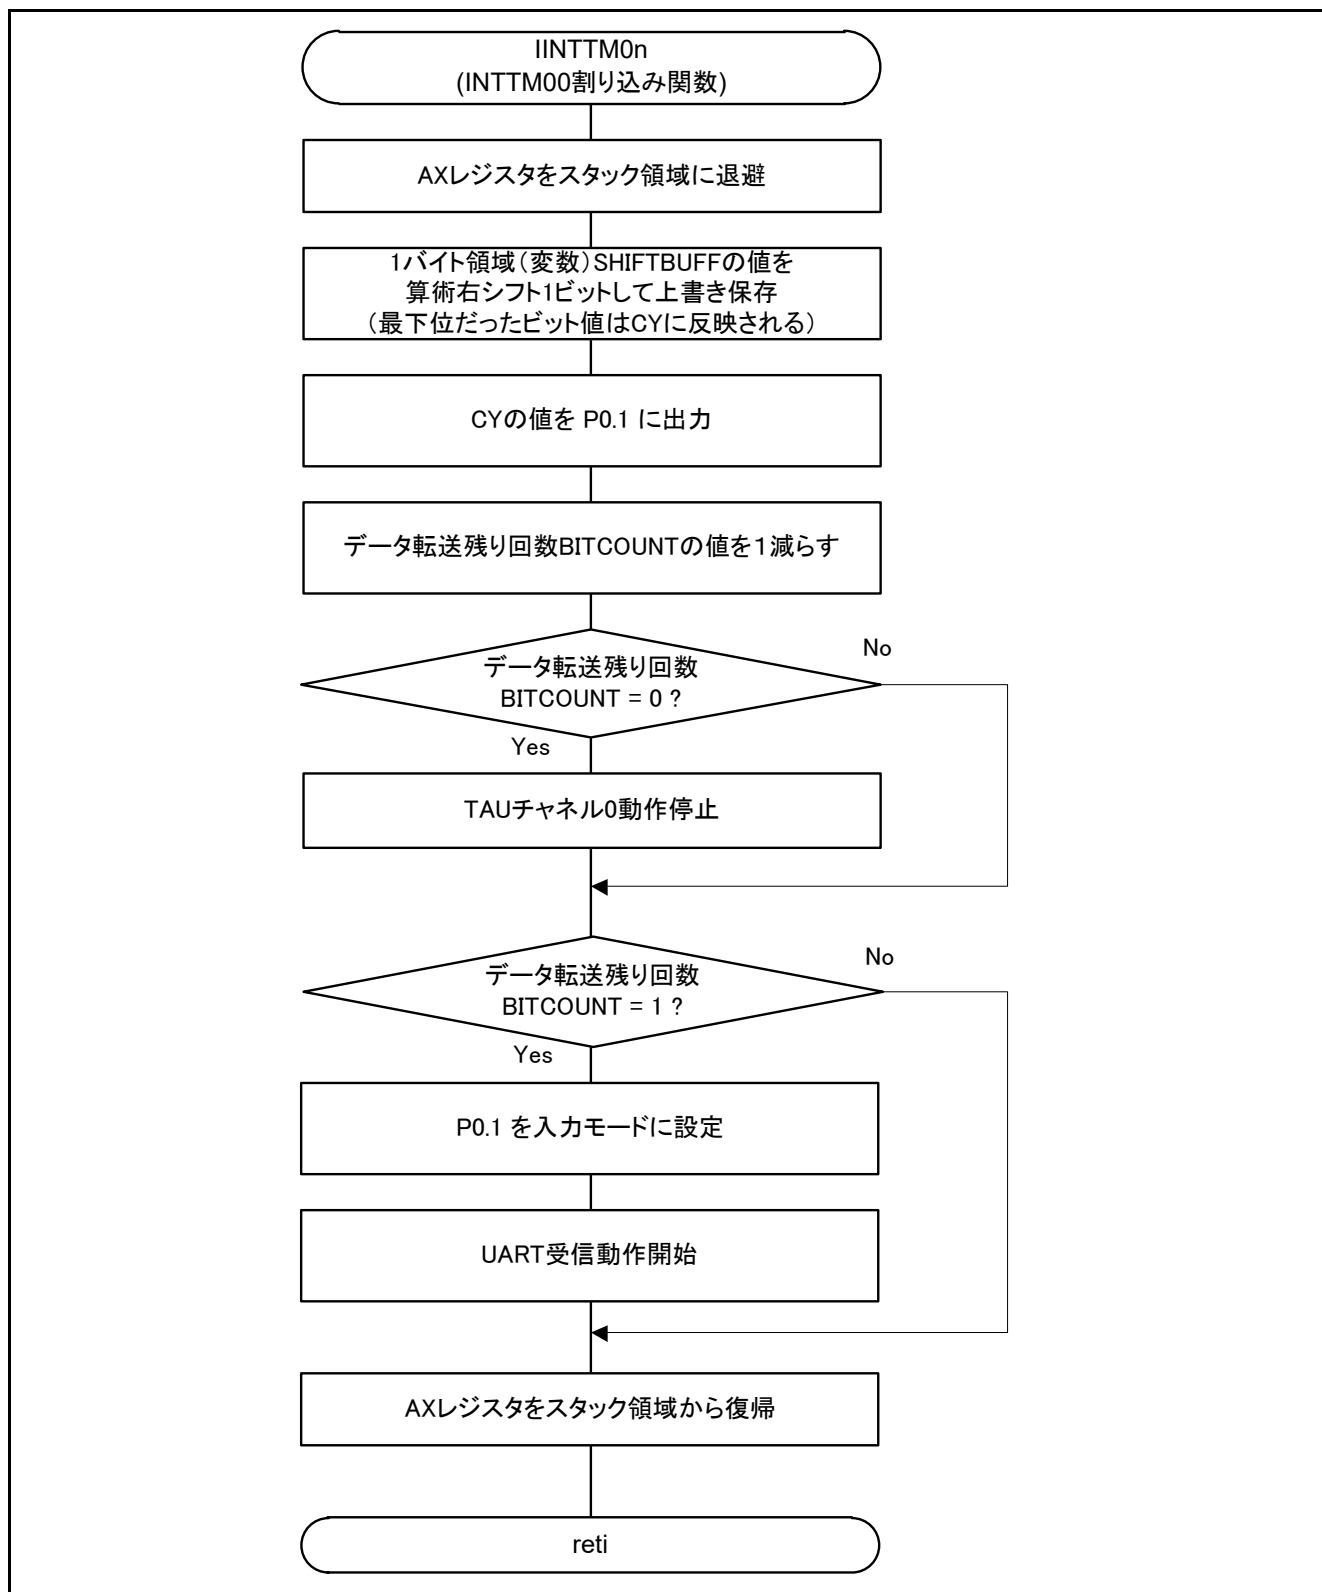 IINTTM0n
(INTTM00割り込み関数)
AXレジスタをスタック領域に退避
1バイト領域(変数)SHIFTBUFFの値を
算術右シフト1ビットして上書き保存
(最下位だったビット値はCYに反映される)
CYの値を P0.1 に出力
データ転送残り回数BITCOUNTの値を1減らす
データ転送残り回数
BITCOUNT = 0 ?
No
Yes
TAUチャネル0動作停止
データ転送残り回数
BITCOUNT = 1 ?
No
Yes
P0.1 を入力モードに設定
UART受信動作開始
AXレジスタをスタック領域から復帰
reti